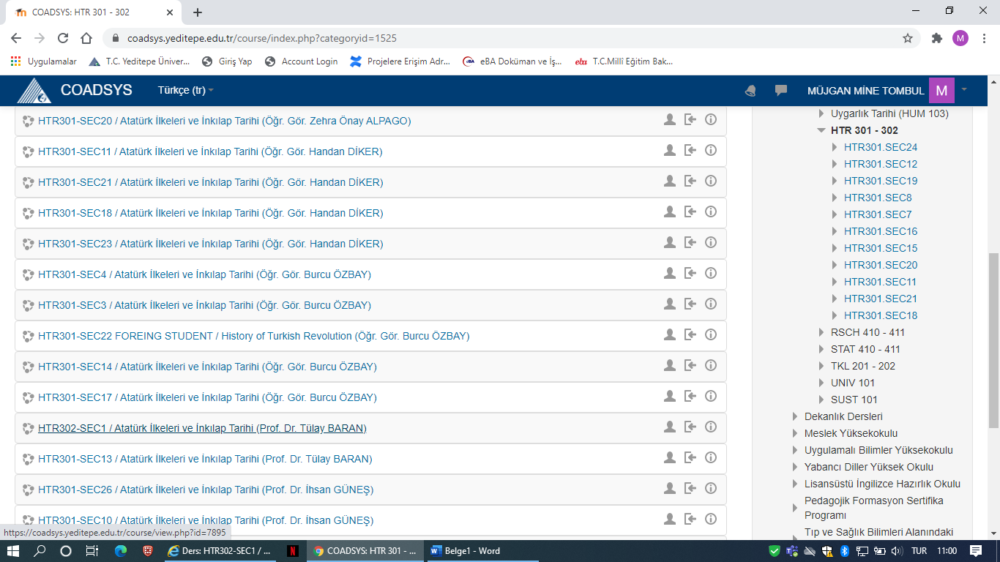 COADSYS: HTR 301 - 302
coadsys.yeditepe.edu.tr/course/index.php?categoryid=1525
M
Uygulamalar
T.C. Yeditepe Üniver...
Giriş Yap
Account Login
Projelere Erişim Adr...
eBA
eBA Doküman ve İş...
eba
T.C.Millî Eğitim Bak...
COADSYS
Türkçe (tr)
MÜJGAN MİNE TOMBUL
M
HTR301-SEC20 / Atatürk İlkeleri ve İnkılap Tarihi (Öğr. Gör. Zehra Önay ALPAGO)
HTR301-SEC11 / Atatürk İlkeleri ve İnkılap Tarihi (Öğr. Gör. Handan DİKER)
HTR301-SEC21 / Atatürk İlkeleri ve İnkılap Tarihi (Öğr. Gör. Handan DİKER)
HTR301-SEC18 / Atatürk İlkeleri ve İnkılap Tarihi (Öğr. Gör. Handan DİKER)
HTR301-SEC23 / Atatürk İlkeleri ve İnkılap Tarihi (Öğr. Gör. Handan DİKER)
HTR301-SEC4 / Atatürk İlkeleri ve İnkılap Tarihi (Öğr. Gör. Burcu ÖZBAY)
HTR301-SEC3 / Atatürk İlkeleri ve İnkılap Tarihi (Öğr. Gör. Burcu ÖZBAY)
HTR301-SEC22 FOREING STUDENT / History of Turkish Revolution (Öğr. Gör. Burcu ÖZBAY)
HTR301-SEC14 / Atatürk İlkeleri ve İnkılap Tarihi (Öğr. Gör. Burcu ÖZBAY)
HTR301-SEC17 / Atatürk İlkeleri ve İnkılap Tarihi (Öğr. Gör. Burcu ÖZBAY)
HTR302-SEC1 / Atatürk İlkeleri ve İnkılap Tarihi (Prof. Dr. Tülay BARAN)
HTR301-SEC13 / Atatürk İlkeleri ve İnkılap Tarihi (Prof. Dr. Tülay BARAN)
HTR301-SEC26 / Atatürk İlkeleri ve İnkılap Tarihi (Prof. Dr. İhsan GÜNEŞ)
HTR301-SEC10 / Atatürk İlkeleri ve İnkılap Tarihi (Prof. Dr. İhsan GÜNEŞ)
Uygarlık Tarihi (HUM 103)
HTR 301 - 302
HTR301.SEC24
HTR301.SEC12
HTR301.SEC19
HTR301.SEC8
HTR301.SEC7
HTR301.SEC16
HTR301.SEC15
HTR301.SEC20
HTR301.SEC11
HTR301.SEC21
HTR301.SEC18
RSCH 410 - 411
STAT 410 - 411
TKL 201 - 202
UNIV 101
SUST 101
Dekanlık Dersleri
Meslek Yüksekokulu
Uygulamalı Bilimler Yüksekokulu
Yabancı Diller Yüksek Okulu
Lisansüstü İngilizce Hazırlık Okulu
Pedagojik Formasyon Sertifika
Programı
Tıp ve Sağlık Bilimleri Alanındaki
https://coadsys.yeditepe.edu.tr/course/view.php?id=7895
Ders: HTR302-SEC1 / ...
N
COADSYS: HTR 301 - ...
Belge1 - Word
TUR
11:00